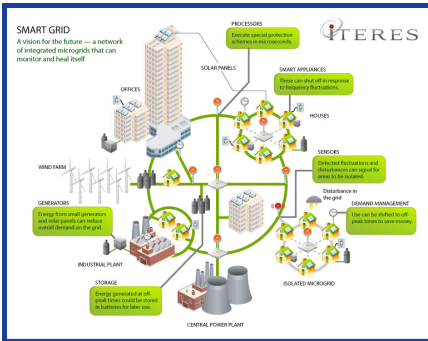 SMART GRID
A vision for the future — a network
of integrated microgrids that can
monitor and heal itself
ITERES
PROCESSORS
Execute special protection
schemes in microseconds.
SOLAR PANELS
SMART APPLIANCES
These can shut off in response
to frequency fluctuations.
OFFICES
HOUSES
SENSORS
Detected fluctuations and
disturbances can signal for
areas to be isolated.
WIND FARM
Disturbance in
the grid
DEMAND MANAGEMENT
Use can be shifted to off-
peak times to save money.
GENERATORS
Energy from small generators
and solar panels can reduce
overall demand on the grid.
INDUSTRIAL PLANT
ISOLATED MICROGRID
STORAGE
Energy generated at off-
peak times could be stored
in batteries for later use.
CENTRAL POWER PLANT